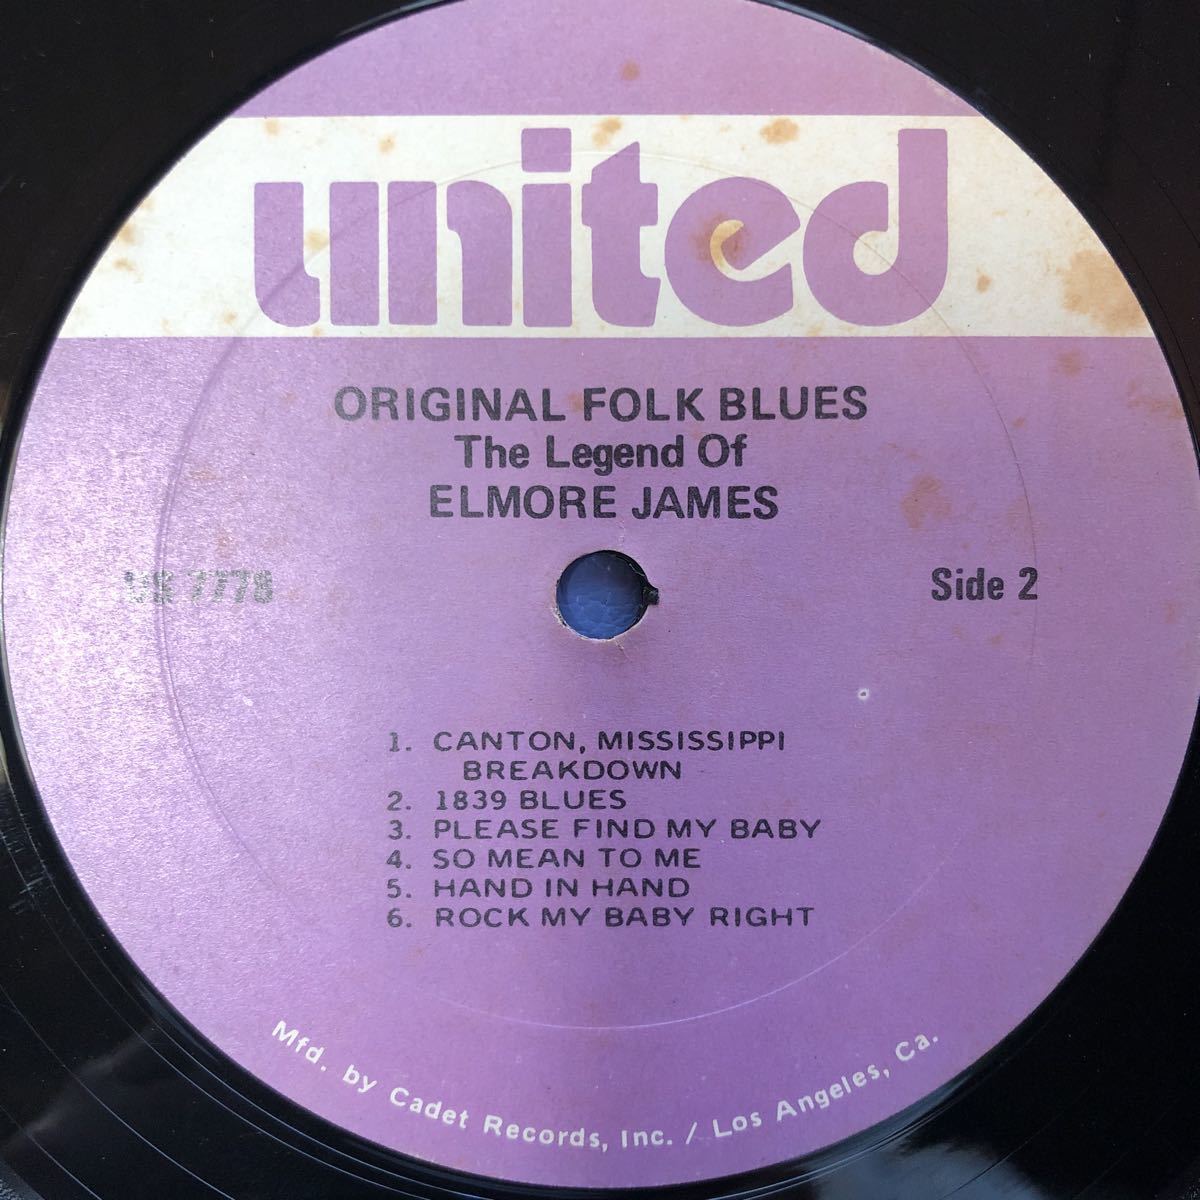 united
ORIGINAL FOLK BLUES
The Legend Of
ELMORE JAMES
US 7778
Side 2
1. CANTON, MISSISSIPPI
BREAKDOWN
2. 1839 BLUES
3. PLEASE FIND MY BABY
4. SO MEAN TO ME
5. HAND IN HAND
6. ROCK MY BABY RIGHT
Mfd. by Cadet Records, Inc. / Los Angeles, Ca.